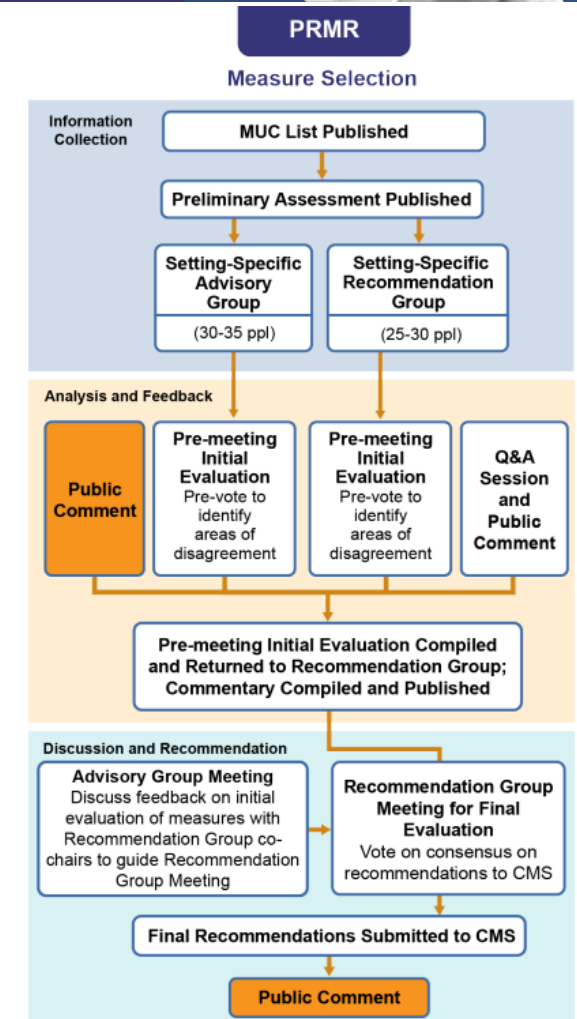 PRMR
Measure Selection
Information
Collection
MUC List Published
Preliminary Assessment Published
Setting-Specific
Advisory
Group
(30-35 ppl)
Setting-Specific
Recommendation
Group
(25-30 ppl)
Analysis and Feedback
Public
Comment
Pre-meeting
Initial
Evaluation
Pre-vote to
identify
areas of
disagreement
Pre-meeting
Initial
Evaluation
Pre-vote to
identify
areas of
disagreement
Q&A
Session
and
Public
Comment
Pre-meeting Initial Evaluation Compiled
and Returned to Recommendation Group;
Commentary Compiled and Published
Discussion and Recommendation
Advisory Group Meeting
Discuss feedback on initial
evaluation of measures with
Recommendation Group co-
chairs to guide Recommendation
Group Meeting
Recommendation Group
Meeting for Final
Evaluation
Vote on consensus on
recommendations to CMS
Final Recommendations Submitted to CMS
Public Comment